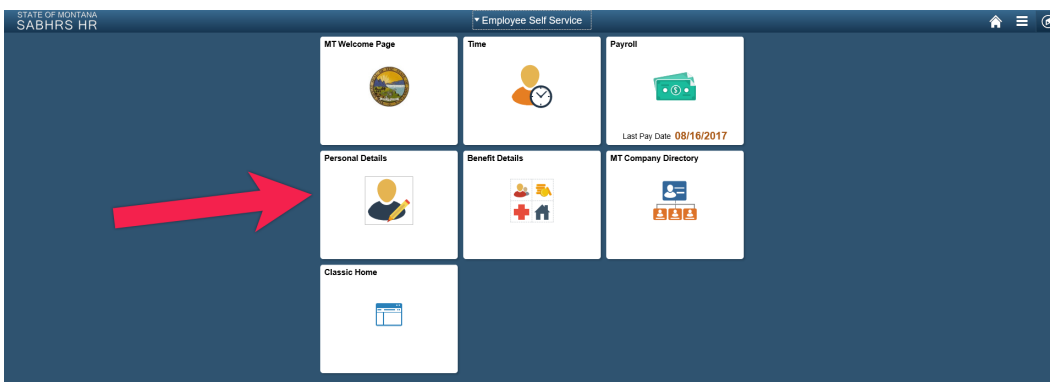 STATE OF MONTANA
SABHRS HR
Employee Self Service
MT Welcome Page
Time
Payroll
Last Pay Date 08/16/2017
Personal Details
Benefit Details
MT Company Directory
Classic Home